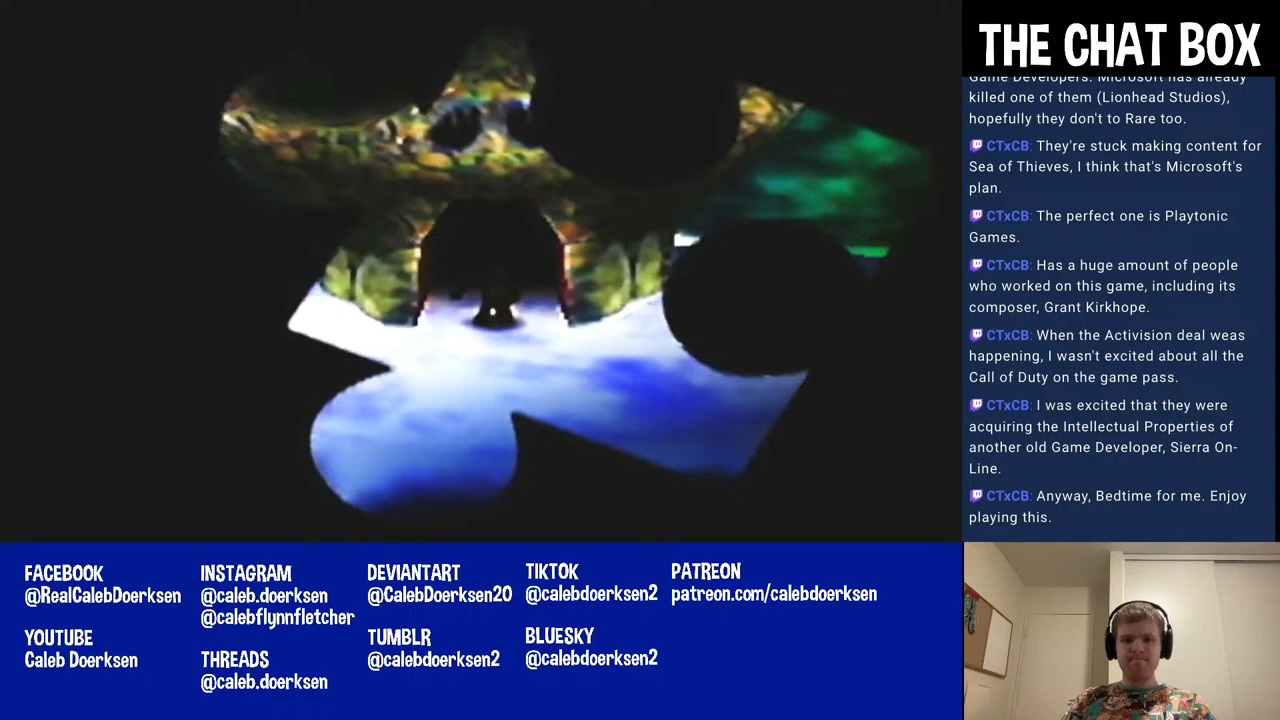 THE CHAT BOX
Game Developers. Microsoft has already
killed one of them (Lionhead Studios),
hopefully they don't to Rare too.
CTxCB: They're stuck making content for
Sea of Thieves, I think that's Microsoft's
plan.
CTxCB: The perfect one is Playtonic
Games.
CTxCB: Has a huge amount of people
who worked on this game, including its
composer, Grant Kirkhope.
CTxCB: When the Activision deal weas
happening, I wasn't excited about all the
Call of Duty on the game pass.
CTxCB: I was excited that they were
acquiring the Intellectual Properties of
another old Game Developer, Sierra On-
Line.
CTxCB: Anyway, Bedtime for me. Enjoy
playing this.
FACEBOOK
@RealCalebDoerksen
YOUTUBE
Caleb Doerksen
INSTAGRAM
@caleb.doerksen
@calebflynnfletcher
THREADS
@caleb.doerksen
DEVIANTART
@CalebDoerksen20
TUMBLR
@calebdoerksen2
TIKTOK
@calebdoerksen2
BLUESKY
@calebdoerksen2
PATREON
patreon.com/calebdoerksen